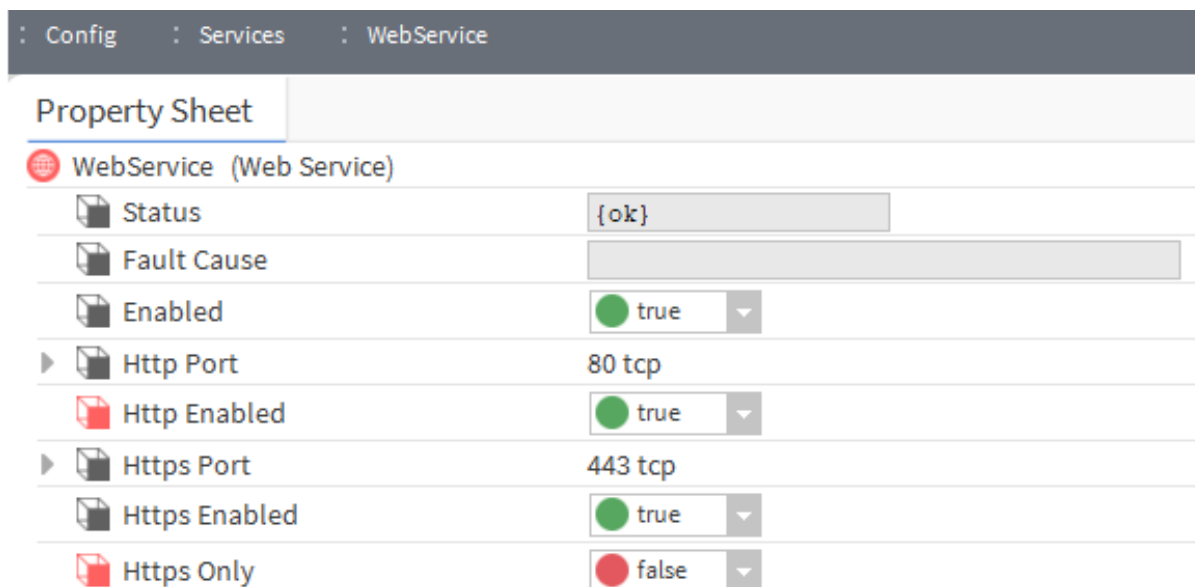 : Config : Services : WebService
Property Sheet
WebService (Web Service)
Status {ok}
Fault Cause
Enabled true
Http Port 80 tcp
Http Enabled true
Https Port 443 tcp
Https Enabled true
Https Only false